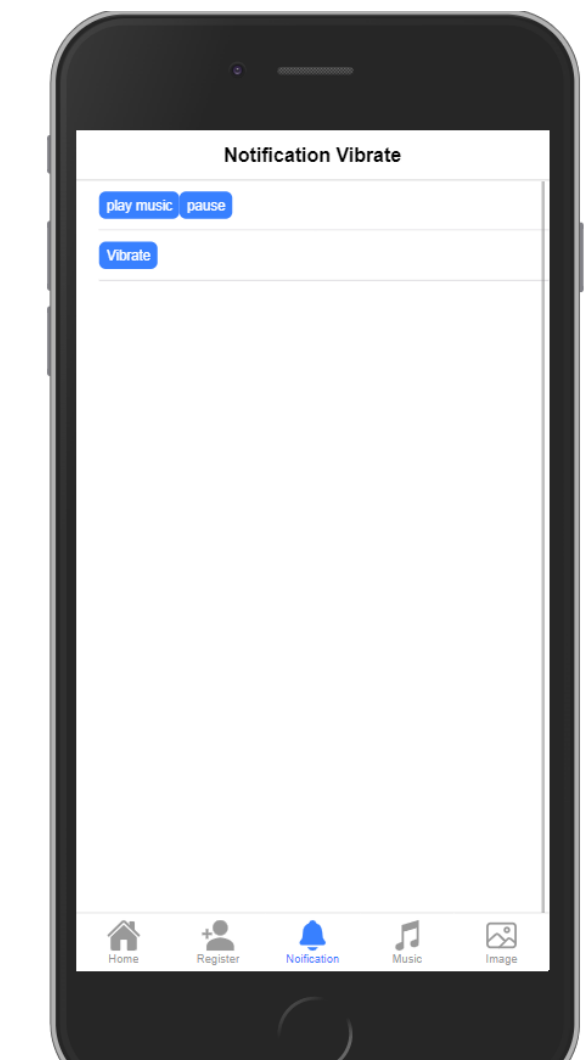 Notification Vibrate
play music pause
Vibrate
Home Register Noification Music Image